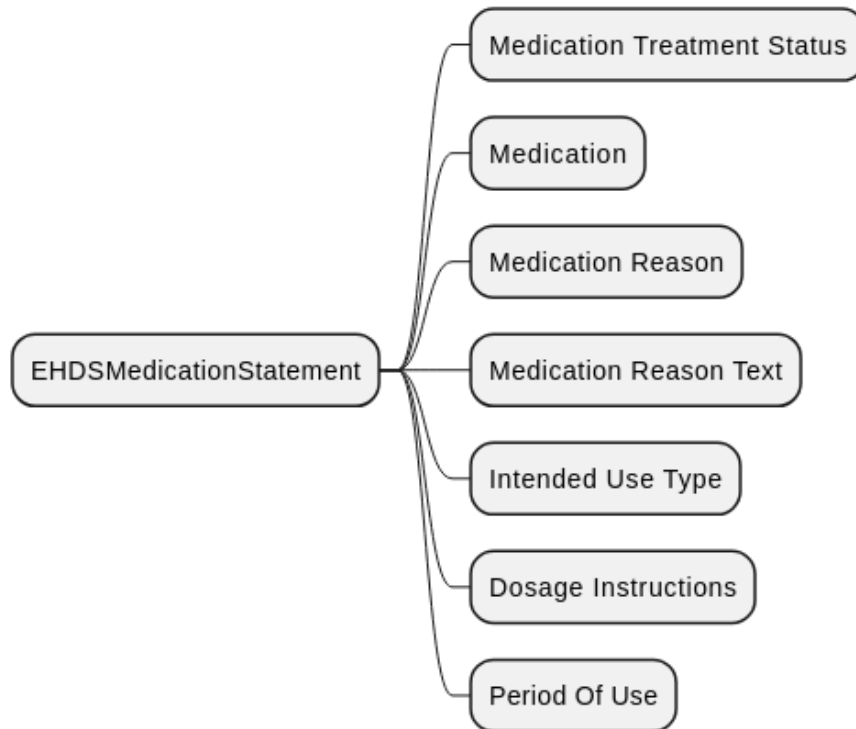 EHDSMedicationStatement
Medication Treatment Status
Medication
Medication Reason
Medication Reason Text
Intended Use Type
Dosage Instructions
Period Of Use